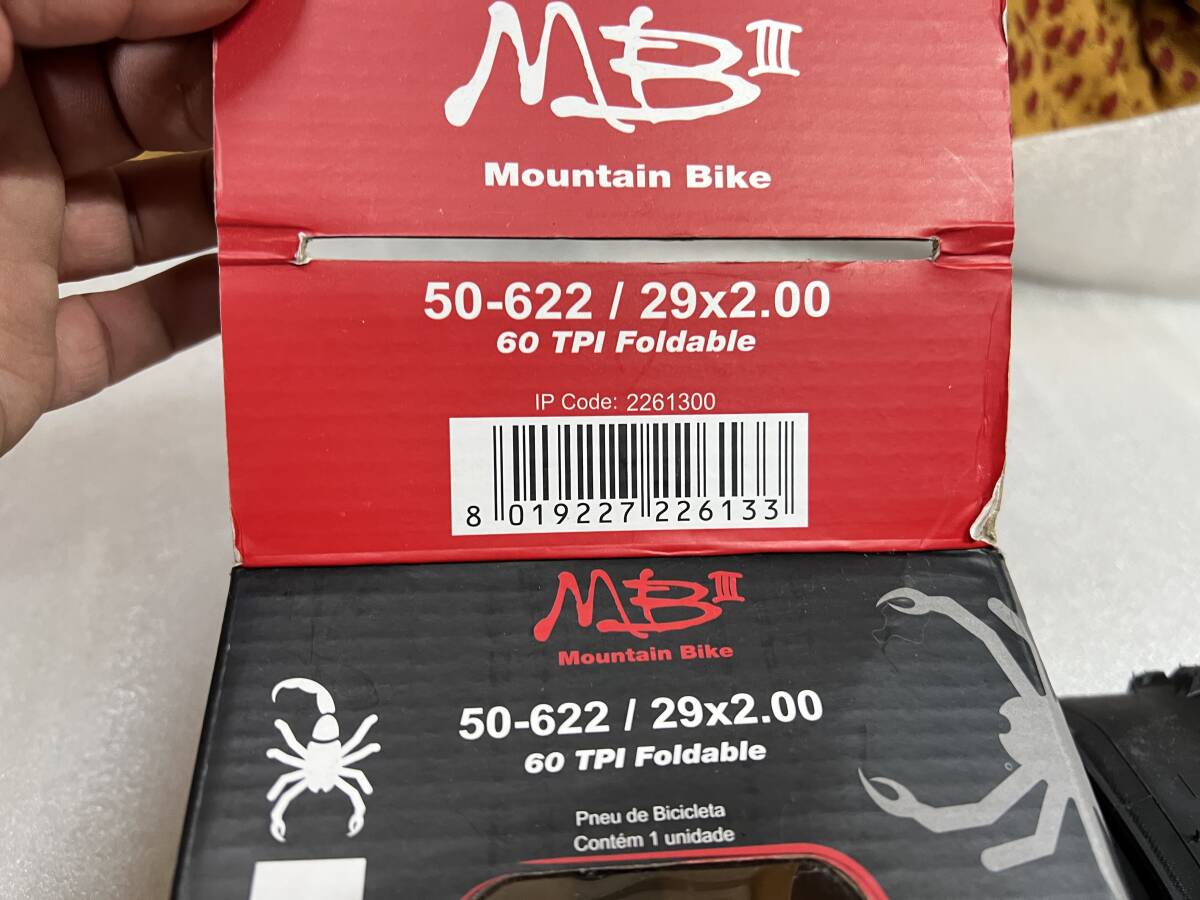 MB III
Mountain Bike
50-622 / 29x2.00
60 TPI Foldable
IP Code: 2261300
8 019227 226133
MB III
Mountain Bike
50-622 / 29x2.00
60 TPI Foldable
Pneu de Bicicleta
Contém 1 unidade